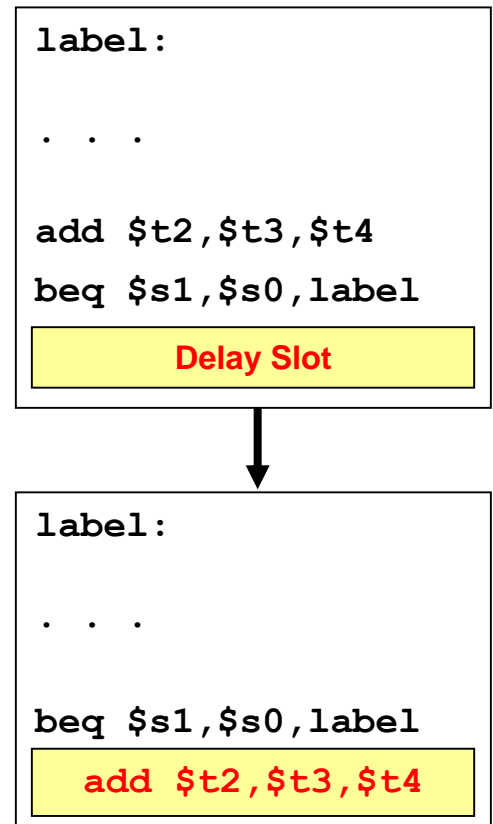 label:
. . .
add $t2,$t3,$t4
beq $s1,$s0,label
Delay Slot
label:
. . .
beq $s1,$s0,label
add $t2,$t3,$t4